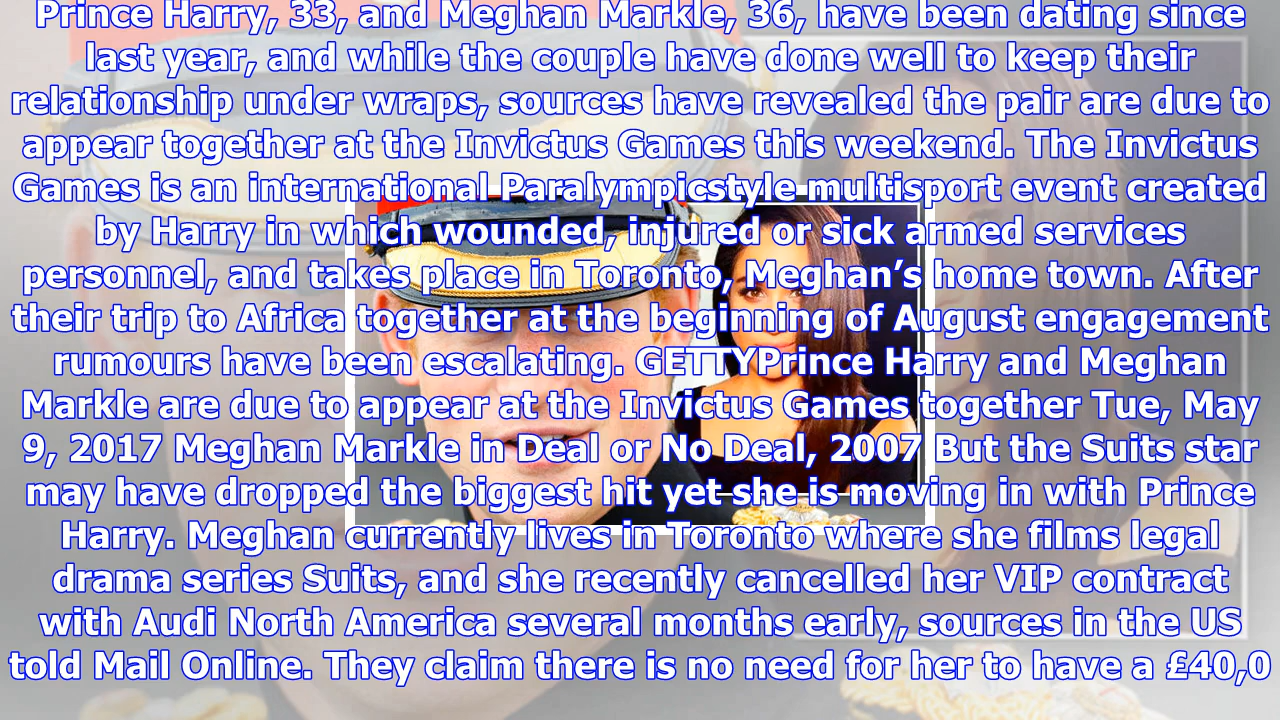 Prince Harry, 33, and Meghan Markle, 36, have been dating since
last year, and while the couple have done well to keep their
relationship under wraps, sources have revealed the pair are due to
appear together at the Invictus Games this weekend. The Invictus
Games is an international Paralympicstyle multisport event created
by Harry in which wounded, injured or sick armed services
personnel, and takes place in Toronto, Meghan’s home town. After
their trip to Africa together at the beginning of August engagement
rumours have been escalating. GETTYPrince Harry and Meghan
Markle are due to appear at the Invictus Games together Tue, May
9, 2017 Meghan Markle in Deal or No Deal, 2007 But the Suits star
may have dropped the biggest hit yet she is moving in with Prince
Harry. Meghan currently lives in Toronto where she films legal
drama series Suits, and she recently cancelled her VIP contract
with Audi North America several months early, sources in the US
told Mail Online. They claim there is no need for her to have a £40,0